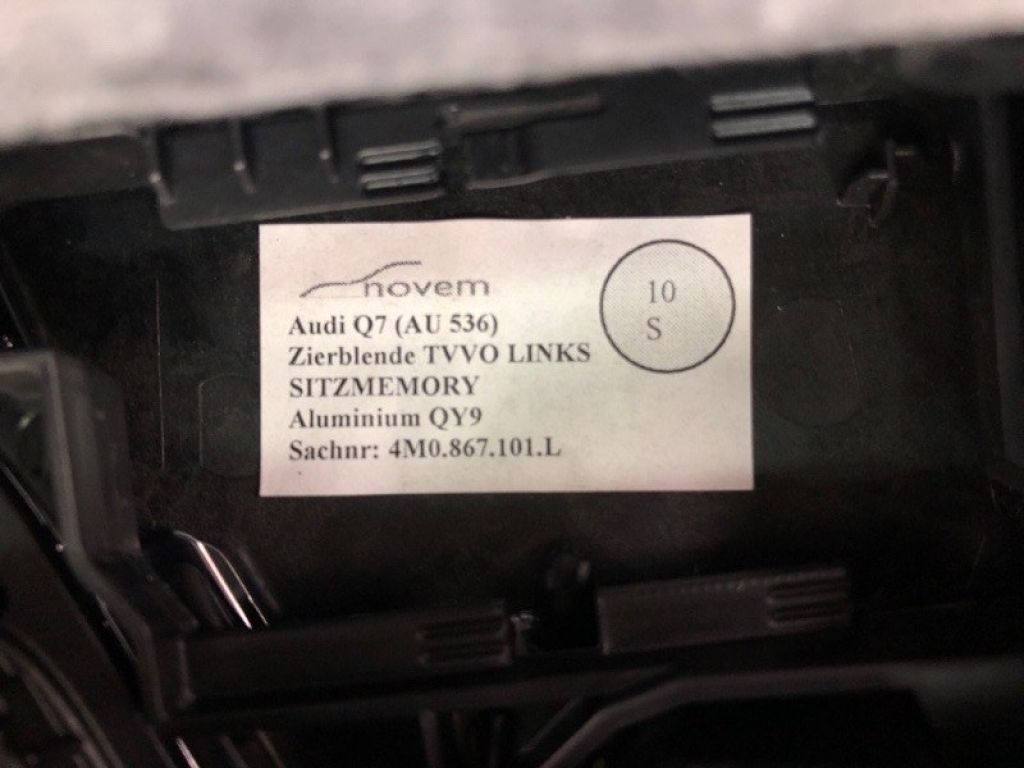 novem
Audi Q7 (AU 536)
Zierblende TVVO LINKS
SITZMEMORY
Aluminium QY9
Sachnr: 4M0.867.101.L
10
S